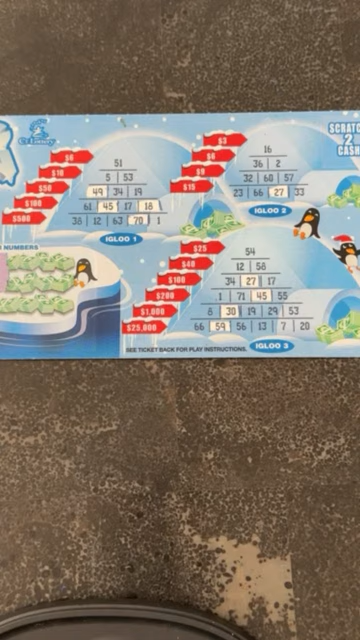 CT Lottery
$6
51
$10
5 53
$50
49 34 19
$100
61 45 17 18
$500
38 12 63 70 1
IGLOO 1
$3
16
$6
36 2
$9
32 60 57
$15
23 66 27 33
IGLOO 2
SCRATCH
2
CASH
NUMBERS
$25
54
$40
12 58
$100
34 27 17
$200
1 71 45 55
$1,000
8 30 19 29 53
$25,000
66 59 56 13 7 20
IGLOO 3
SEE TICKET BACK FOR PLAY INSTRUCTIONS.